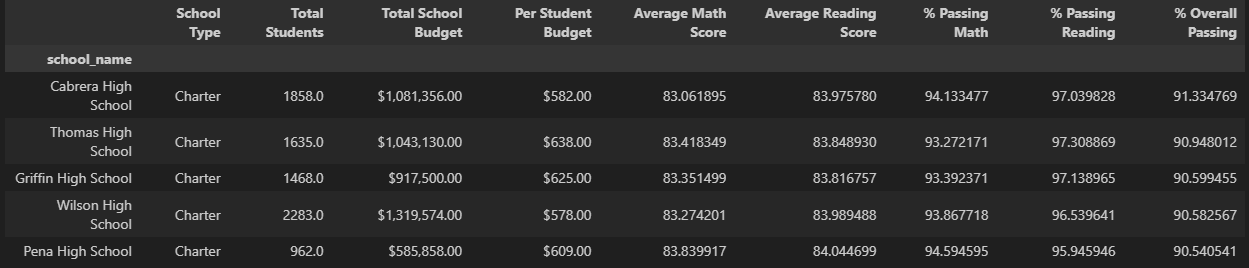 School Type Total Students Total School Budget Per Student Budget Average Math Score Average Reading Score % Passing Math % Passing Reading % Overall Passing
school_name
Cabrera High School Charter 1858.0 $1,081,356.00 $582.00 83.061895 83.975780 94.133477 97.039828 91.334769
Thomas High School Charter 1635.0 $1,043,130.00 $638.00 83.418349 83.848930 93.272171 97.308869 90.948012
Griffin High School Charter 1468.0 $917,500.00 $625.00 83.351499 83.816757 93.392371 97.138965 90.599455
Wilson High School Charter 2283.0 $1,319,574.00 $578.00 83.274201 83.989488 93.867718 96.539641 90.582567
Pena High School Charter 962.0 $585,858.00 $609.00 83.839917 84.044699 94.594595 95.945946 90.540541